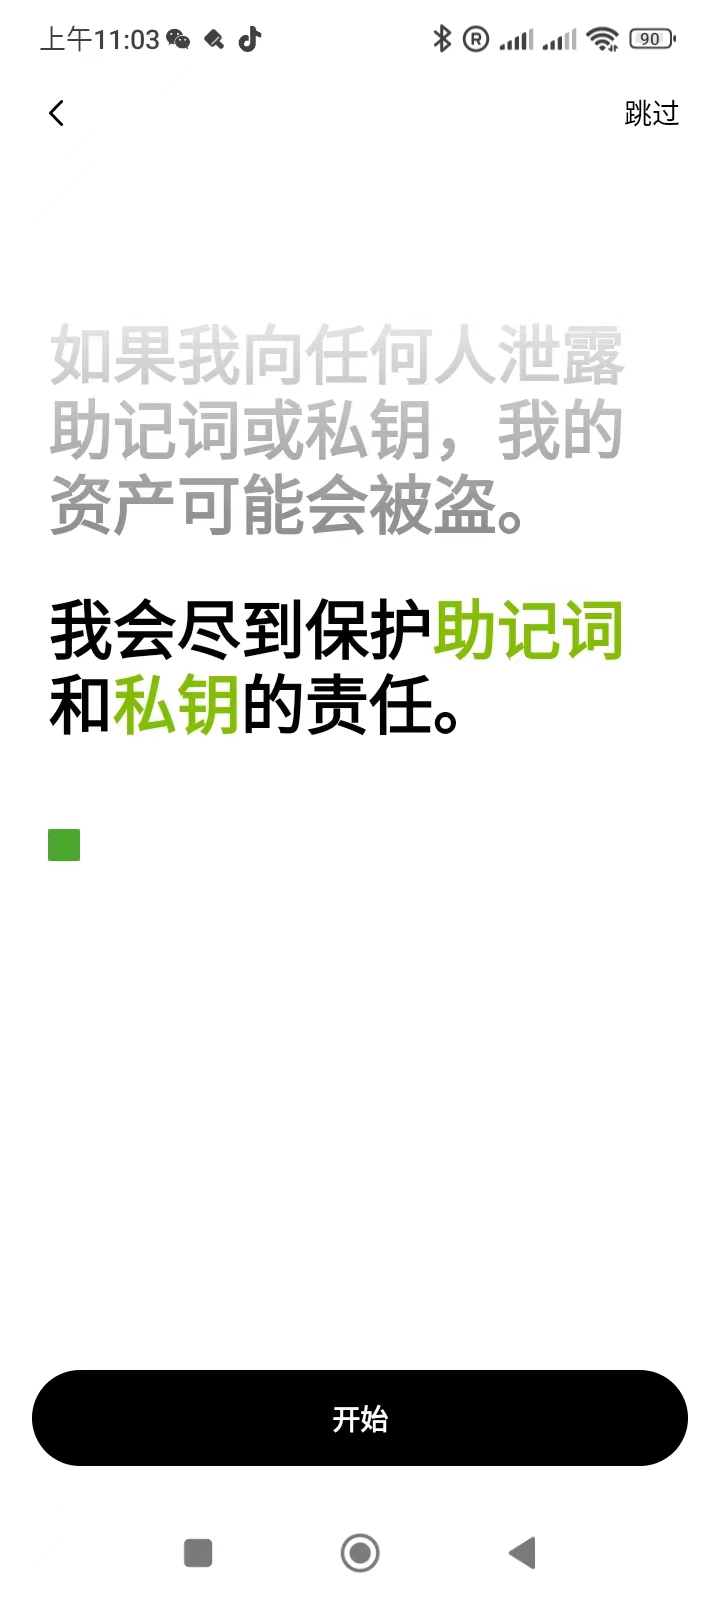 上午11:03
90
跳过
如果我向任何人泄露
助记词或私钥，我的
资产可能会被盗。
我会尽到保护助记词
和私钥的责任。
开始